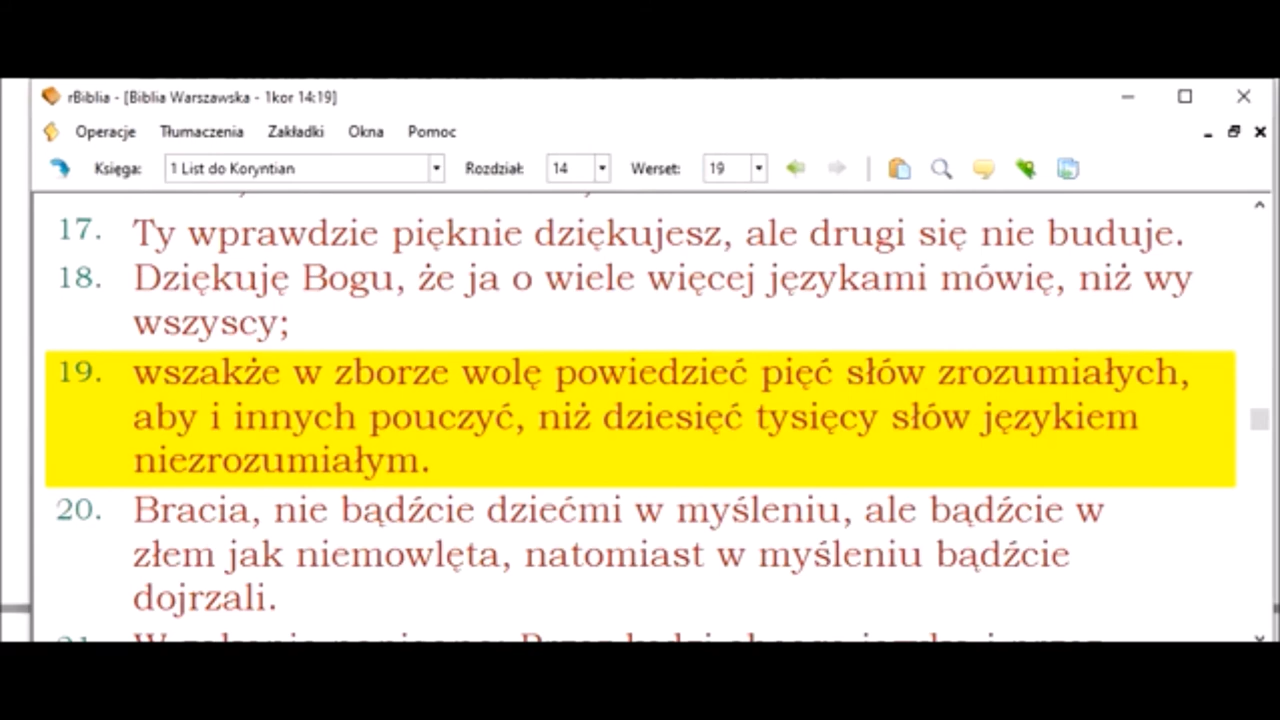 rBiblia - [Biblia Warszawska - 1kor 14:19]
Operacje Tłumaczenia Zakładki Okna Pomoc
Księga: 1 List do Koryntian Rozdział: 14 Werset: 19
17. Ty wprawdzie pięknie dziękujesz, ale drugi się nie buduje.
18. Dziękuję Bogu, że ja o wiele więcej językami mówię, niż wy
wszyscy;
19. wszakże w zborze wolę powiedzieć pięć słów zrozumiałych,
aby i innych pouczyć, niż dziesięć tysięcy słów językiem
niezrozumiałym.
20. Bracia, nie bądźcie dziećmi w myśleniu, ale bądźcie w
złem jak niemowlęta, natomiast w myśleniu bądźcie
dojrzali.